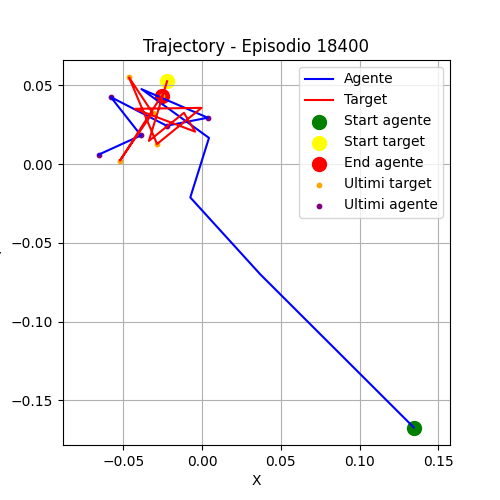 Trajectory - Episodio 18400
Agente
Target
Start agente
Start target
End agente
Ultimi target
Ultimi agente
0.05
0.00
−0.05
−0.10
−0.15
−0.05
0.00
0.05
0.10
0.15
X